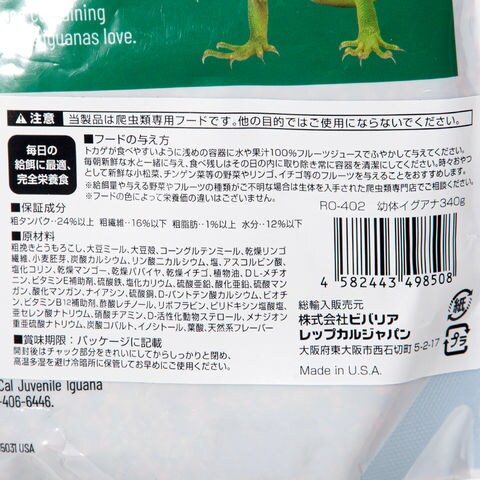 and containing
Iguanas love.
注意 当製品は爬虫類専用フードです。他の目的ではご使用にならないでください。
毎日の
給餌に最適、
完全栄養食
■フードの与え方
トカゲが食べやすいように浅めの容器に水や果汁100%フルーツジュースでふやかして与えてください。
毎朝新鮮な水と一緒に与え、食べ残しはその日の内に取り除き常に容器を清潔にしてください。時々おやつ
として新鮮な小松菜、チンゲン菜等の野菜やリンゴ、イチゴ等のフルーツを与えることができます。
※給餌量や与える野菜やフルーツの種類がご不明な場合は生体を入手された爬虫類専門店でご相談ください。
※フードの色によって栄養価の違いはございません。
■保証成分
粗タンパク-24%以上 粗繊維-16%以下 粗脂肪-1%以上 水分-12%以下
RO-402 幼体イグアナ340g
■原材料
粗挽きとうもろこし、大豆ミール、大豆殻、コーングルテンミール、乾燥リンゴ
繊維、小麦胚芽、炭酸カルシウム、リン酸二カルシウム、塩、アスコルビン酸、
塩化コリン、乾燥マンゴー、乾燥パパイヤ、乾燥イチゴ、植物油、DL-メチオ
ニン、ビタミンE補助剤、硫酸鉄、塩化カリウム、硫酸亜鉛、酸化亜鉛、硫酸マン
ガン、酸化マンガン、ナイアシン、硫酸銅、D-パントテン酸カルシウム、ビオチ
ン、ビタミンB12補助剤、酢酸レチノール、リボフラビン、ピリドキシン塩酸塩、
亜セレン酸ナトリウム、硝酸チアミン、D-活性化動物ステロール、メナジオン
重亜硫酸ナトリウム、炭酸コバルト、イノシトール、葉酸、天然系フレーバー
4 582443 498508
■賞味期限：パッケージに記載
開封後はチャック部分をきれいにしてからしっかりと閉め、
高温多湿を避け冷暗所に保管してお早めにご使用ください。
総輸入販売元
株式会社ビバリア
レップカルジャパン
大阪府東大阪市西石切町5-2-17
Made in U.S.A.
紙
プラ
Cal Juvenile Iguana
-406-6446.
5031 USA